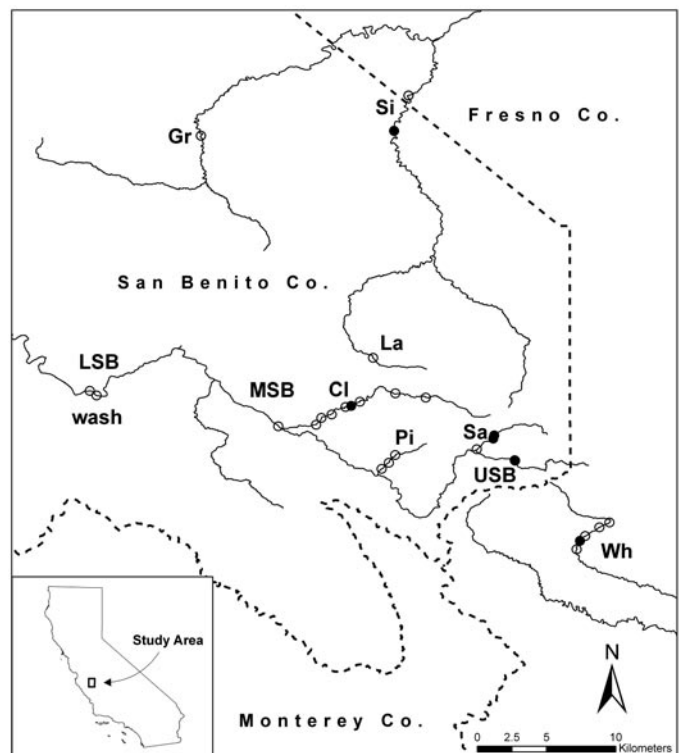 Si
Fresno Co.
Gr
San Benito Co.
La
LSB
MSB
Cl
wash
Pi
Sa
USB
Wh
Study Area
N
Monterey Co.
0 2.5 5 10
Kilometers